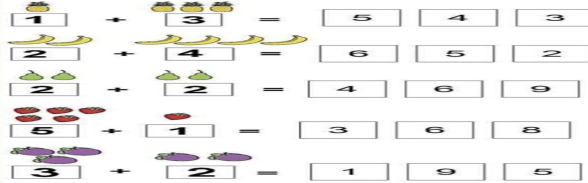 1 + 3 = 5 4 3
2 + 4 = 6 5 2
2 + 2 = 4 6 9
5 + 1 = 3 6 8
3 + 2 = 1 9 5